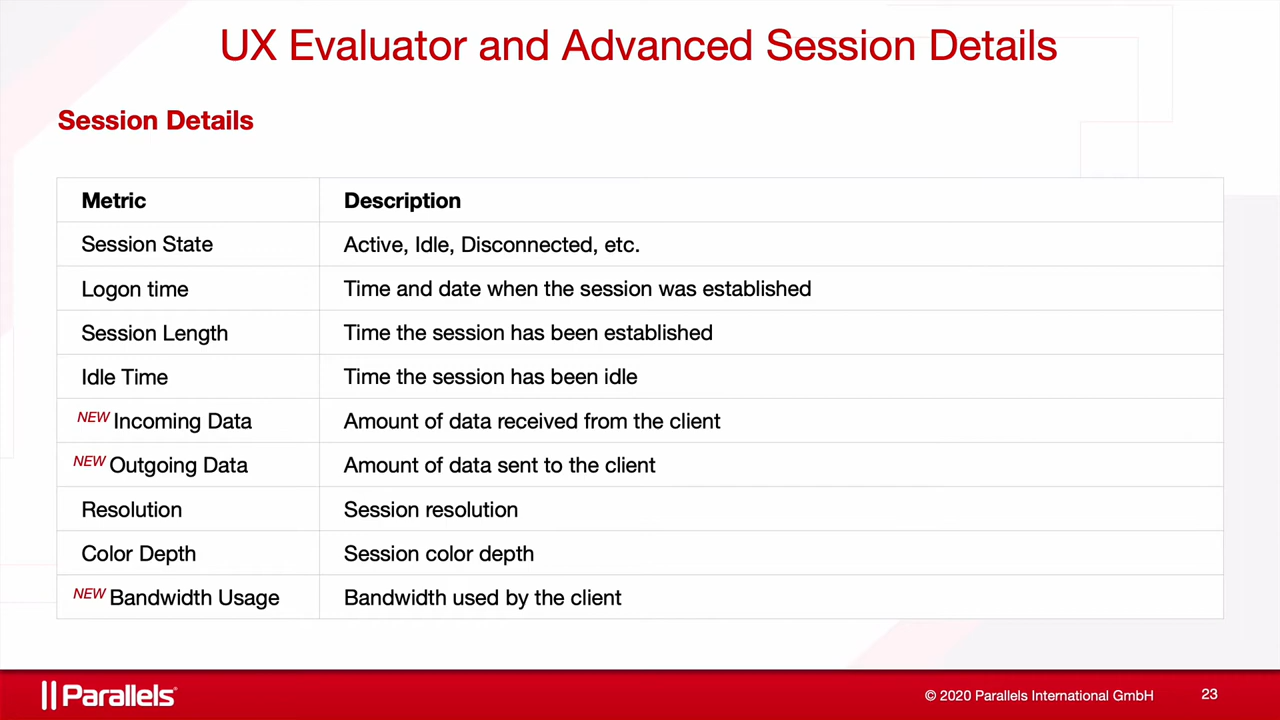 UX Evaluator and Advanced Session Details
Session Details
Metric Description
Session State Active, Idle, Disconnected, etc.
Logon time Time and date when the session was established
Session Length Time the session has been established
Idle Time Time the session has been idle
NEW Incoming Data Amount of data received from the client
NEW Outgoing Data Amount of data sent to the client
Resolution Session resolution
Color Depth Session color depth
NEW Bandwidth Usage Bandwidth used by the client
Parallels® © 2020 Parallels International GmbH 23